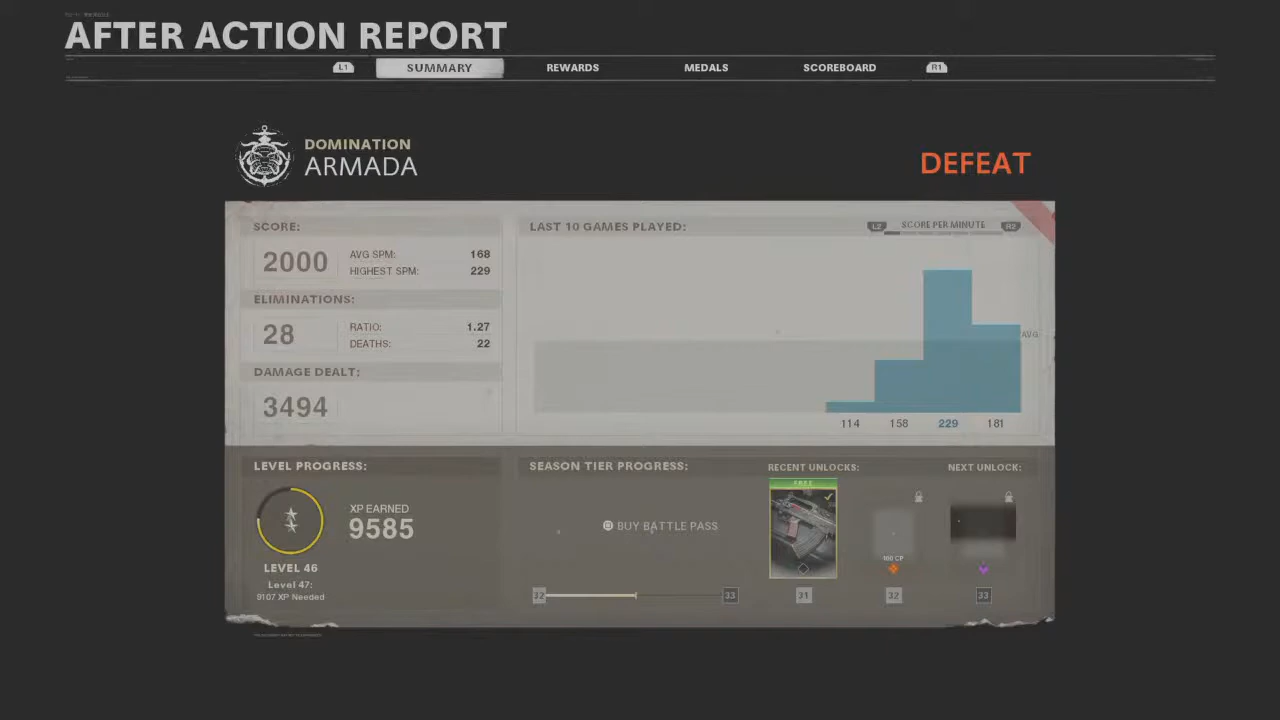 AFTER ACTION REPORT
L1 SUMMARY REWARDS MEDALS SCOREBOARD R1
DOMINATION
ARMADA
DEFEAT
SCORE:
2000
AVG SPM: 168
HIGHEST SPM: 229
ELIMINATIONS:
28
RATIO: 1.27
DEATHS: 22
DAMAGE DEALT:
3494
LAST 10 GAMES PLAYED:
L2 SCORE PER MINUTE R2
AVG
114 158 229 181
LEVEL PROGRESS:
XP EARNED
9585
LEVEL 46
Level 47:
9107 XP Needed
SEASON TIER PROGRESS:
BUY BATTLE PASS
32 33
RECENT UNLOCKS:
FREE
100 CP
31 32
NEXT UNLOCK:
33